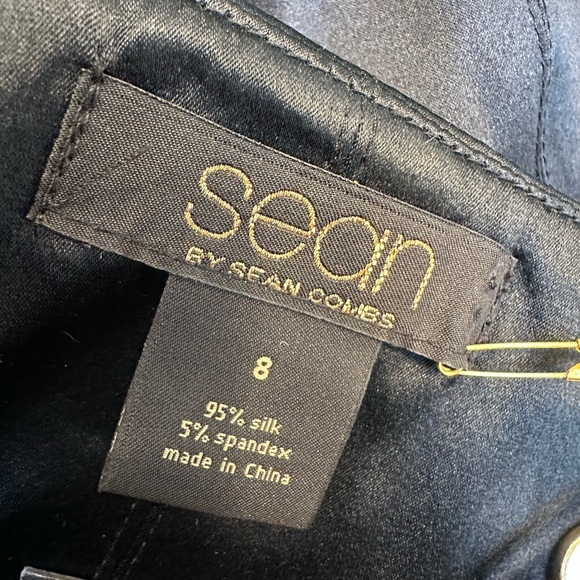 sean
BY SEAN COMBS
8
95% silk
5% spandex
made in China